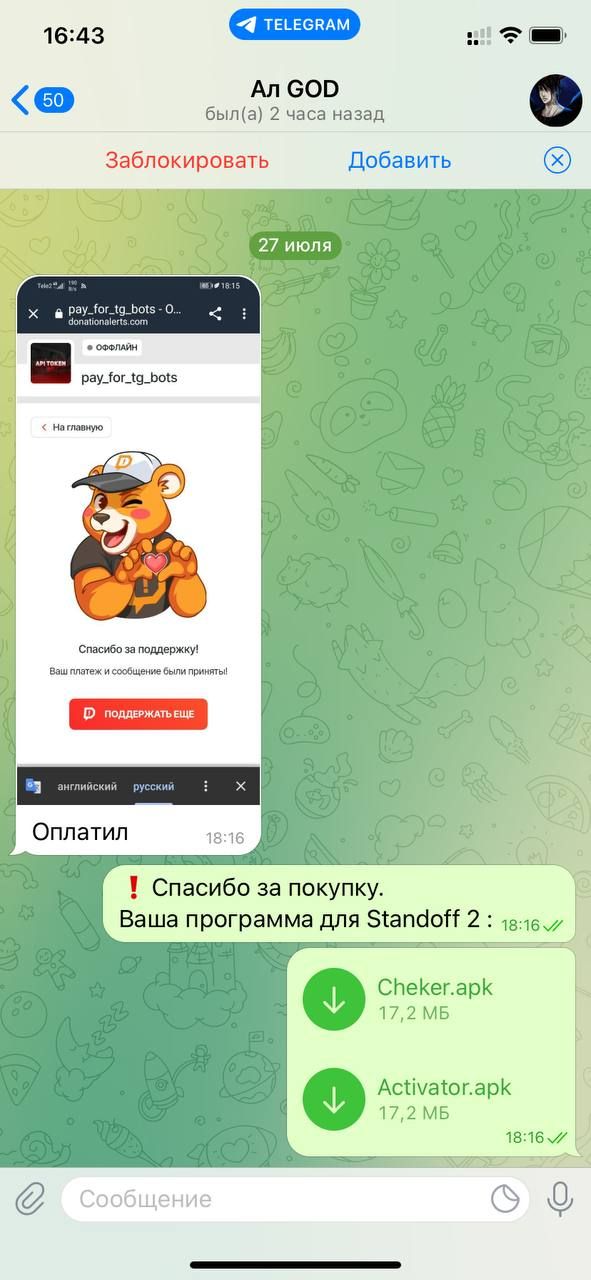 16:43
TELEGRAM
50
Ал GOD
был(а) 2 часа назад
Заблокировать
Добавить
27 июля
Tele2
190
B/s
18:15
pay_for_tg_bots - O...
donationalerts.com
API TOKEN
ОФФЛАЙН
pay_for_tg_bots
На главную
Спасибо за поддержку!
Ваш платеж и сообщение были приняты!
ПОДДЕРЖАТЬ ЕЩЕ
английский
русский
Оплатил
18:16
❗ Спасибо за покупку.
Ваша программа для Standoff 2 :
18:16
Cheker.apk
17,2 МБ
Activator.apk
17,2 МБ
18:16
Сообщение